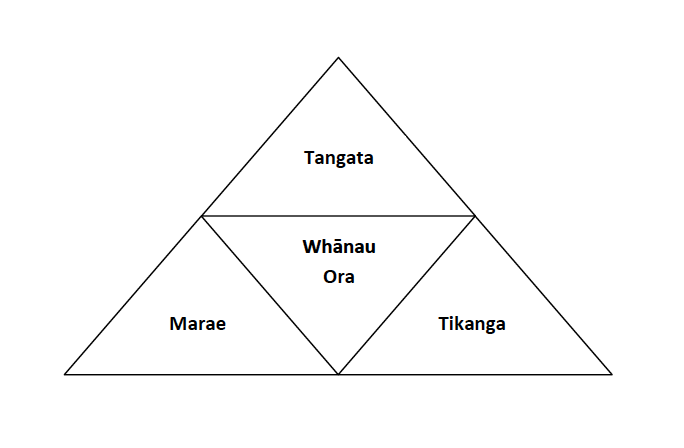 Tangata
Whānau
Ora
Marae
Tikanga